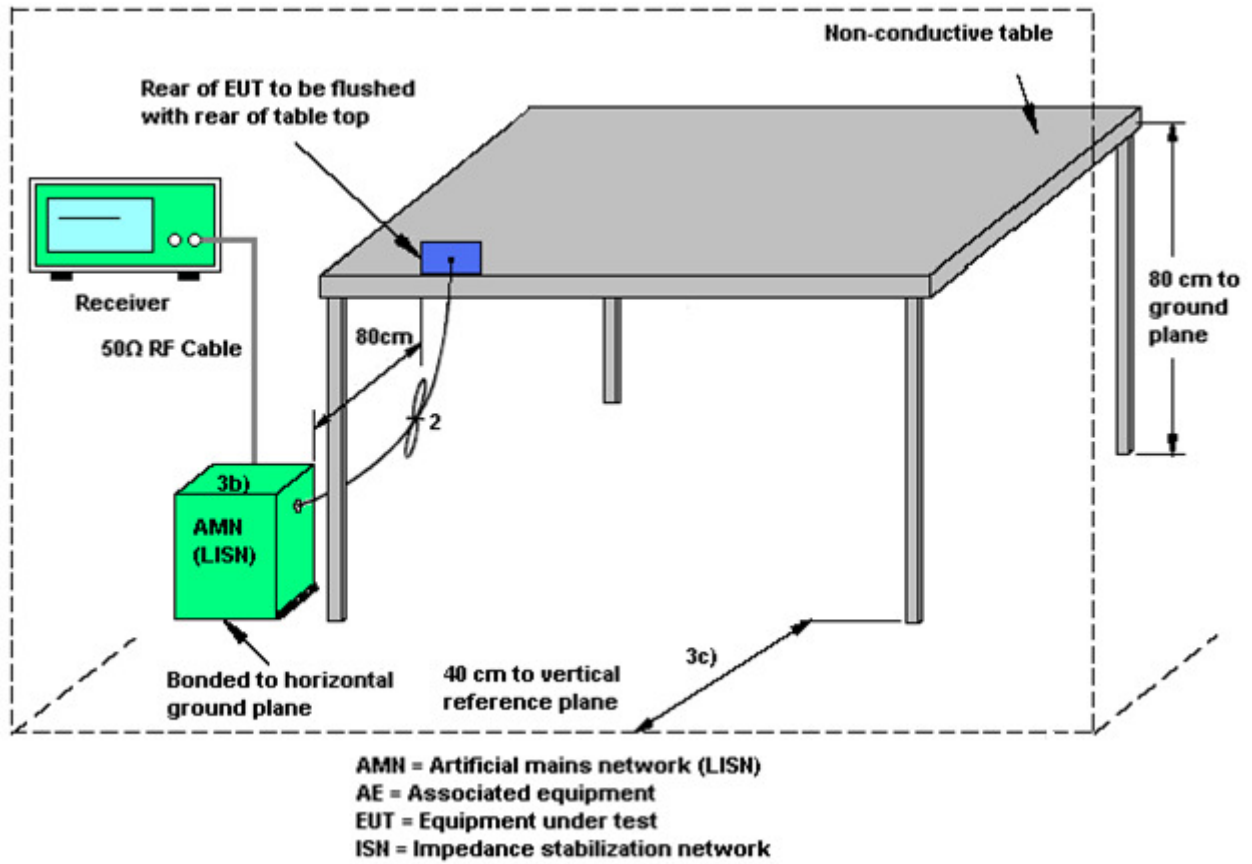 Non-conductive table
Rear of EUT to be flushed
with rear of table top
Receiver
50Ω RF Cable
80cm
80 cm to
ground
plane
2
3b)
AMN
(LISN)
Bonded to horizontal
ground plane
40 cm to vertical
reference plane
3c)
AMN = Artificial mains network (LISN)
AE = Associated equipment
EUT = Equipment under test
ISN = Impedance stabilization network